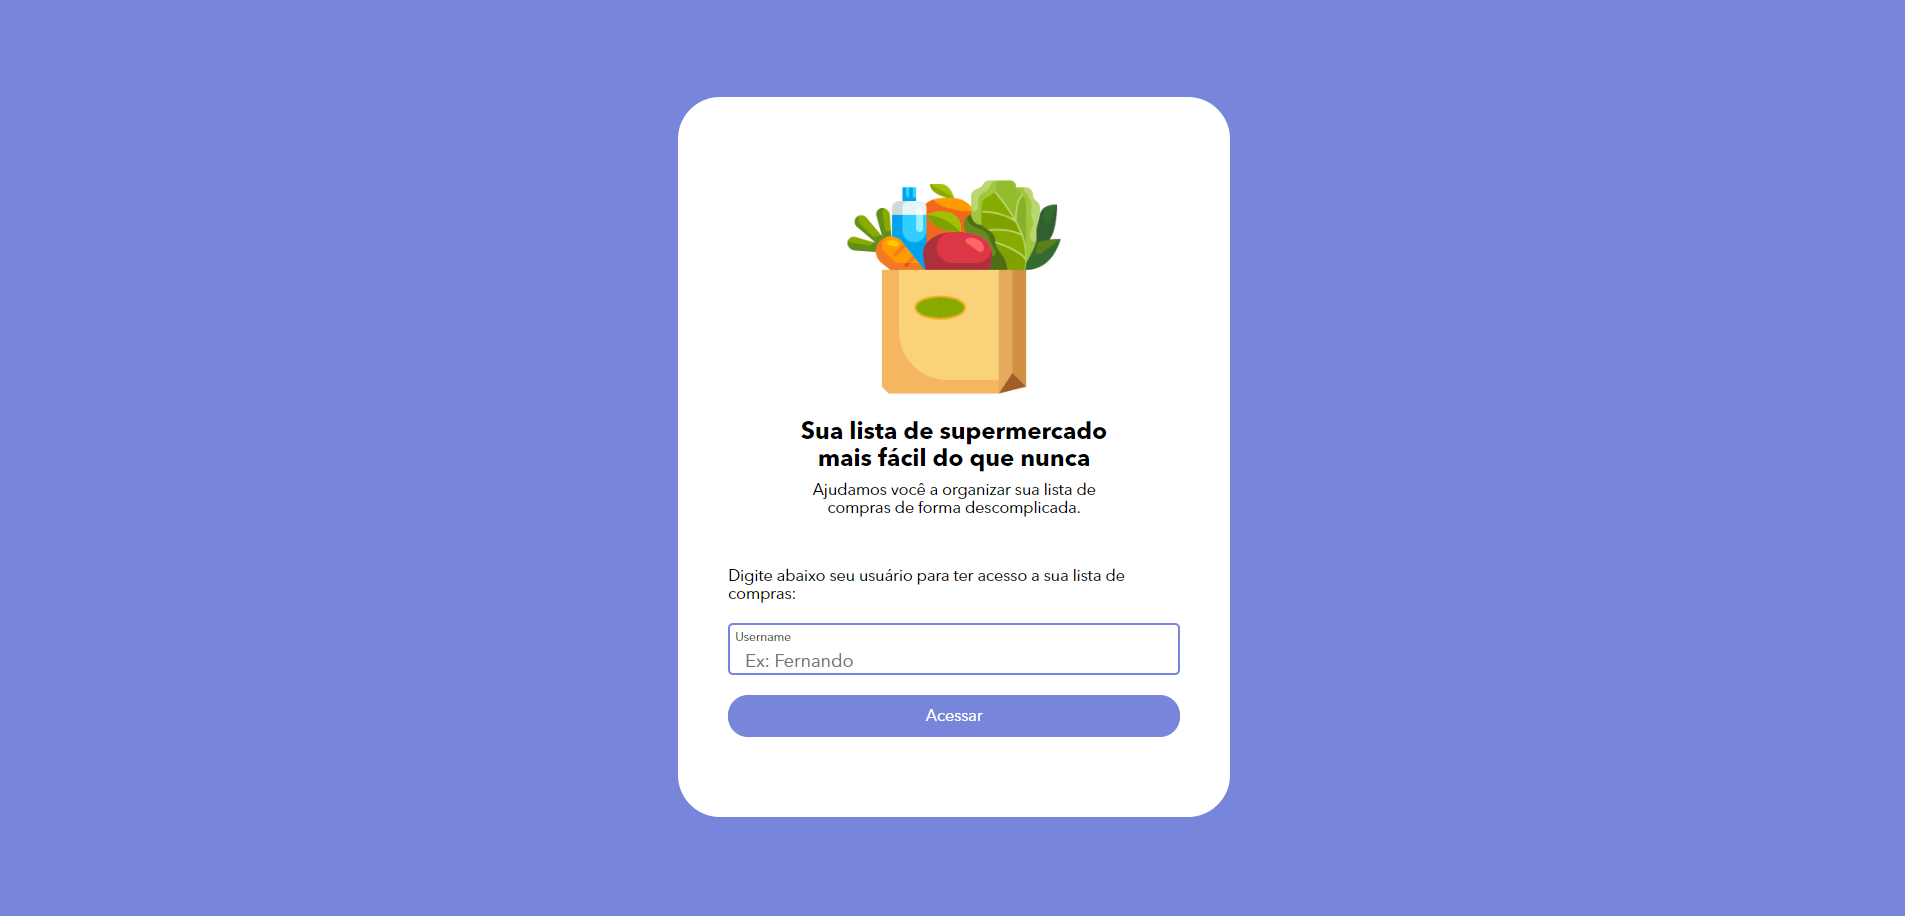 Sua lista de supermercado
mais fácil do que nunca
Ajudamos você a organizar sua lista de
compras de forma descomplicada.
Digite abaixo seu usuário para ter acesso a sua lista de
compras:
Username
Ex: Fernando
Acessar